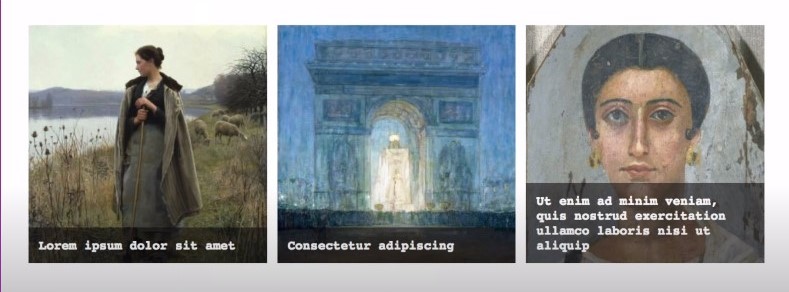 Lorem ipsum dolor sit amet
Consectetur adipiscing
Ut enim ad minim veniam,
quis nostrud exercitation
ullamco laboris nisi ut
aliquip